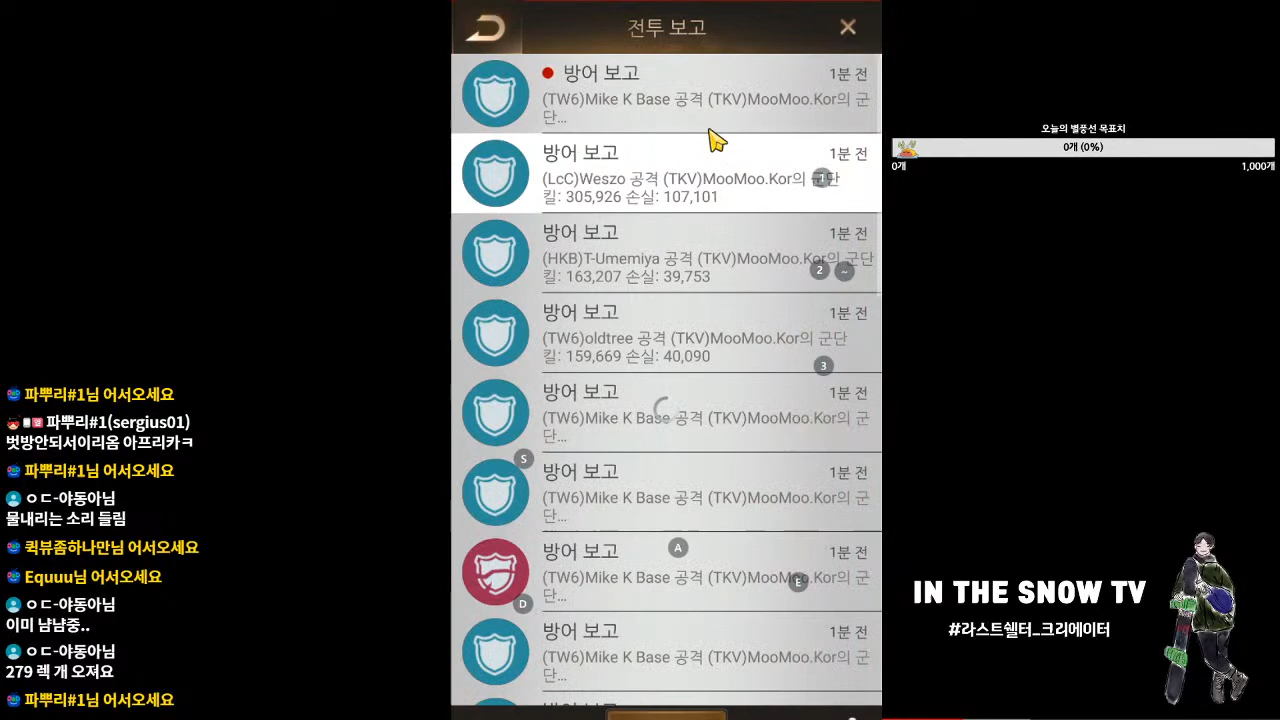 전투 보고
방어 보고
1분 전
(TW6)Mike K Base 공격 (TKV)MooMoo.Kor의 군
단...
방어 보고
1분 전
(LcC)Weszo 공격 (TKV)MooMoo.Kor의 군단
킬: 305,926 손실: 107,101
1
방어 보고
1분 전
(HKB)T-Umemiya 공격 (TKV)MooMoo.Kor의 군단
킬: 163,207 손실: 39,753
2 ~
방어 보고
1분 전
(TW6)oldtree 공격 (TKV)MooMoo.Kor의 군단
킬: 159,669 손실: 40,090
3
방어 보고
1분 전
(TW6)Mike K Base 공격 (TKV)MooMoo.Kor의 군
단...
S
방어 보고
1분 전
(TW6)Mike K Base 공격 (TKV)MooMoo.Kor의 군
단...
방어 보고
A
1분 전
(TW6)Mike K Base 공격 (TKV)MooMoo.Kor의 군
E
단...
D
방어 보고
1분 전
(TW6)Mike K Base 공격 (TKV)MooMoo.Kor의 군
단...
파뿌리#1님 어서오세요
파뿌리#1(sergius01)
벗방안되서이리옴 아프리카ㅋ
파뿌리#1님 어서오세요
ㅇㄷ-야동아님
물내리는 소리 들림
퀵뷰좀하나만님 어서오세요
Equuu님 어서오세요
ㅇㄷ-야동아님
이미 냠냠중..
ㅇㄷ-야동아님
279 렉 개 오져요
파뿌리#1님 어서오세요
오늘의 별풍선 목표치
0개 (0%)
0개
1,000개
IN THE SNOW TV
#라스트쉘터_크리에이터